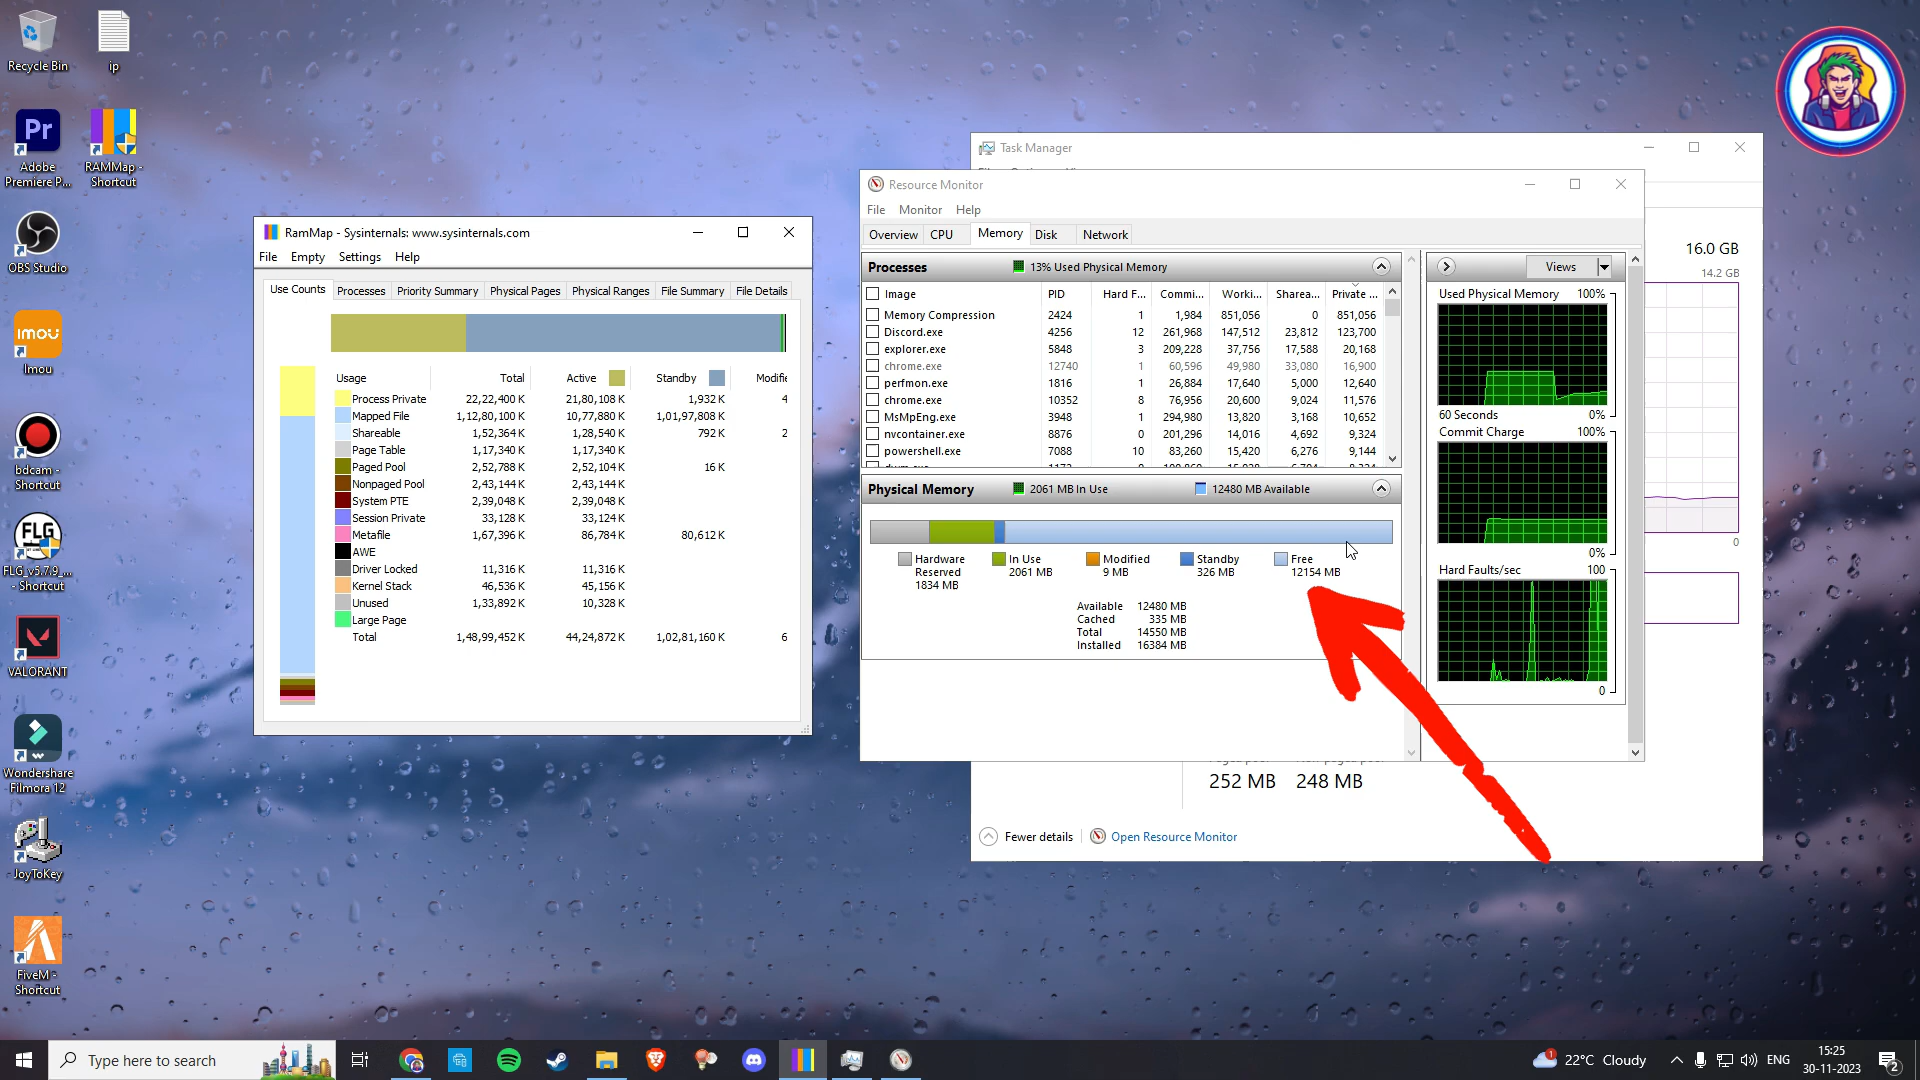 Recycle Bin
ip
Adobe
Premiere P...
RAMMap -
Shortcut
OBS Studio
imou
Imou
bdcam -
Shortcut
FLG
FLG_v5.7.9_...
- Shortcut
VALORANT
Wondershare
Filmora 12
JoyToKey
FiveM -
Shortcut
RamMap - Sysinternals: www.sysinternals.com
File Empty Settings Help
Use Counts Processes Priority Summary Physical Pages Physical Ranges File Summary File Details
Usage Total Active Standby Modifi
Process Private 22,22,400 K 21,80,108 K 1,932 K 4
Mapped File 1,12,80,100 K 10,77,880 K 1,01,97,808 K
Shareable 1,52,364 K 1,28,540 K 792 K 2
Page Table 1,17,340 K 1,17,340 K
Paged Pool 2,52,788 K 2,52,104 K 16 K
Nonpaged Pool 2,43,144 K 2,43,144 K
System PTE 2,39,048 K 2,39,048 K
Session Private 33,128 K 33,124 K
Metafile 1,67,396 K 86,784 K 80,612 K
AWE
Driver Locked 11,316 K 11,316 K
Kernel Stack 46,536 K 45,156 K
Unused 1,33,892 K 10,328 K
Large Page
Total 1,48,99,452 K 44,24,872 K 1,02,81,160 K 6
Task Manager
Resource Monitor
File Monitor Help
Overview CPU Memory Disk Network
Processes 13% Used Physical Memory
Image PID Hard F... Commi... Worki... Sharea... Private ...
Memory Compression 2424 1 1,984 851,056 0 851,056
Discord.exe 4256 12 261,968 147,512 23,812 123,700
explorer.exe 5848 3 209,228 37,756 17,588 20,168
chrome.exe 12740 1 60,596 49,980 33,080 16,900
perfmon.exe 1816 1 26,884 17,640 5,000 12,640
chrome.exe 10352 8 76,956 20,600 9,024 11,576
MsMpEng.exe 3948 1 294,980 13,820 3,168 10,652
nvcontainer.exe 8876 0 201,296 14,016 4,692 9,324
powershell.exe 7088 10 83,260 15,420 6,276 9,144
Physical Memory 2061 MB In Use 12480 MB Available
Hardware
Reserved
1834 MB
In Use
2061 MB
Modified
9 MB
Standby
326 MB
Free
12154 MB
Available 12480 MB
Cached 335 MB
Total 14550 MB
Installed 16384 MB
Views
Used Physical Memory 100%
60 Seconds 0%
Commit Charge 100%
0%
Hard Faults/sec 100
0
16.0 GB
14.2 GB
0
252 MB 248 MB
Fewer details Open Resource Monitor
Type here to search
1
22°C Cloudy
ENG
15:25
30-11-2023
2